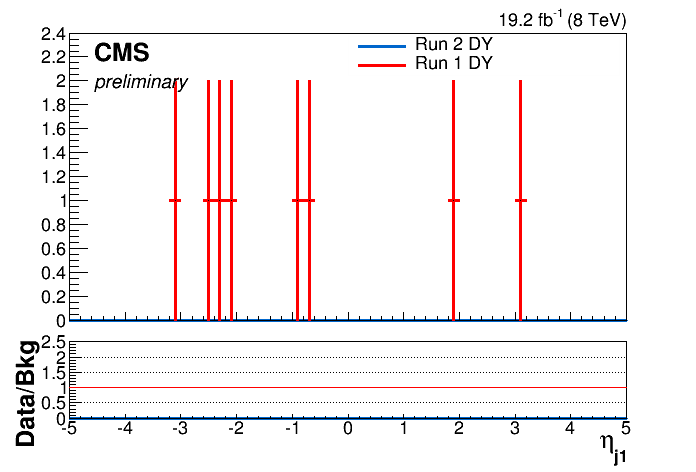 19.2 fb-1 (8 TeV)
CMS
preliminary
Run 2 DY
Run 1 DY
2.4
2.2
2
1.8
1.6
1.4
1.2
1
0.8
0.6
0.4
0.2
0
Data/Bkg
2.5
2
1.5
1
0.5
0
-5 -4 -3 -2 -1 0 1 2 3 4 5
ηj1